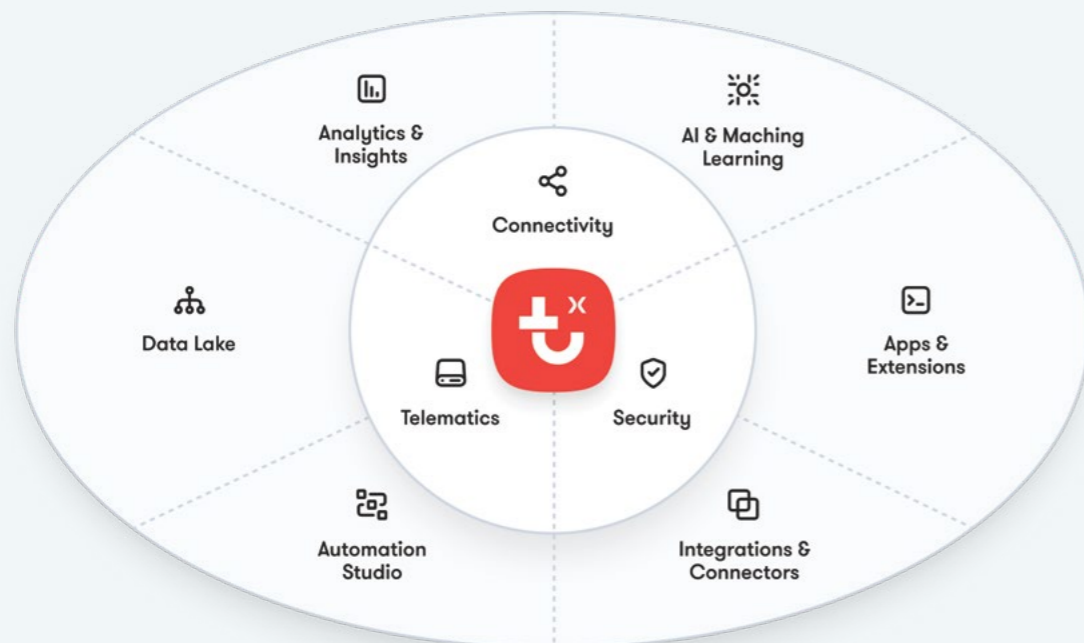 Analytics &
Insights
AI & Maching
Learning
Connectivity
Data Lake
Apps &
Extensions
Telematics
Security
Automation
Studio
Integrations &
Connectors